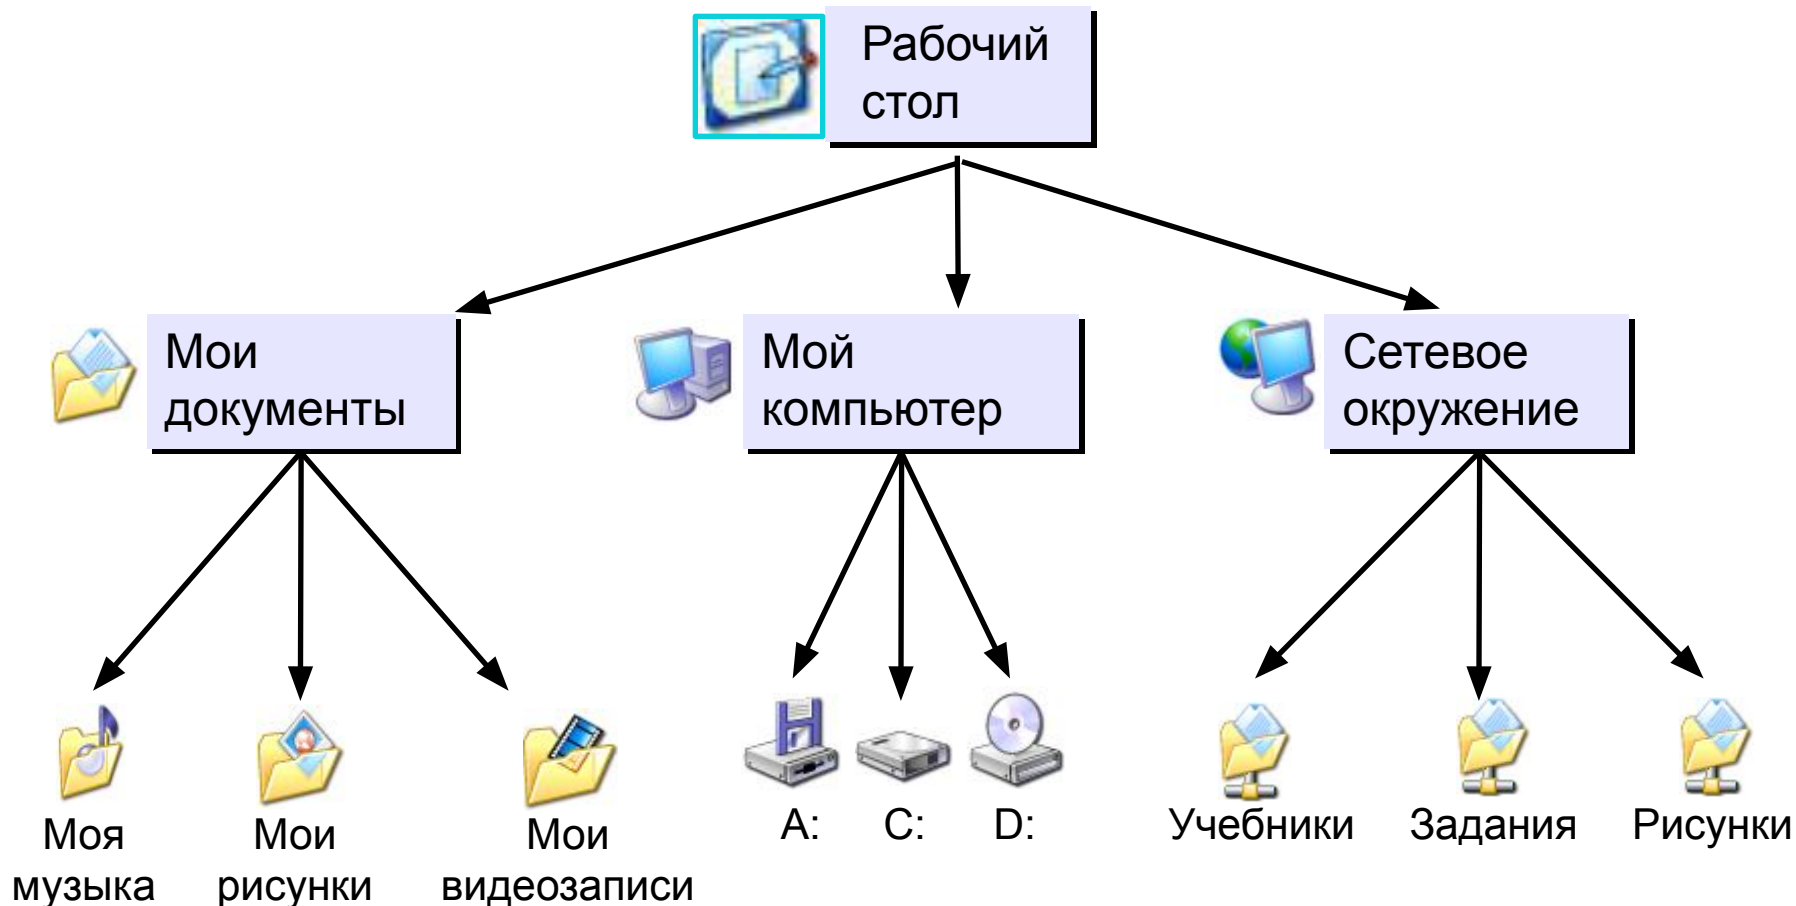 Рабочий
стол
Мои
документы
Мой
компьютер
Сетевое
окружение
Моя
музыка
Мои
рисунки
Мои
видеозаписи
A:
C:
D:
Учебники
Задания
Рисунки